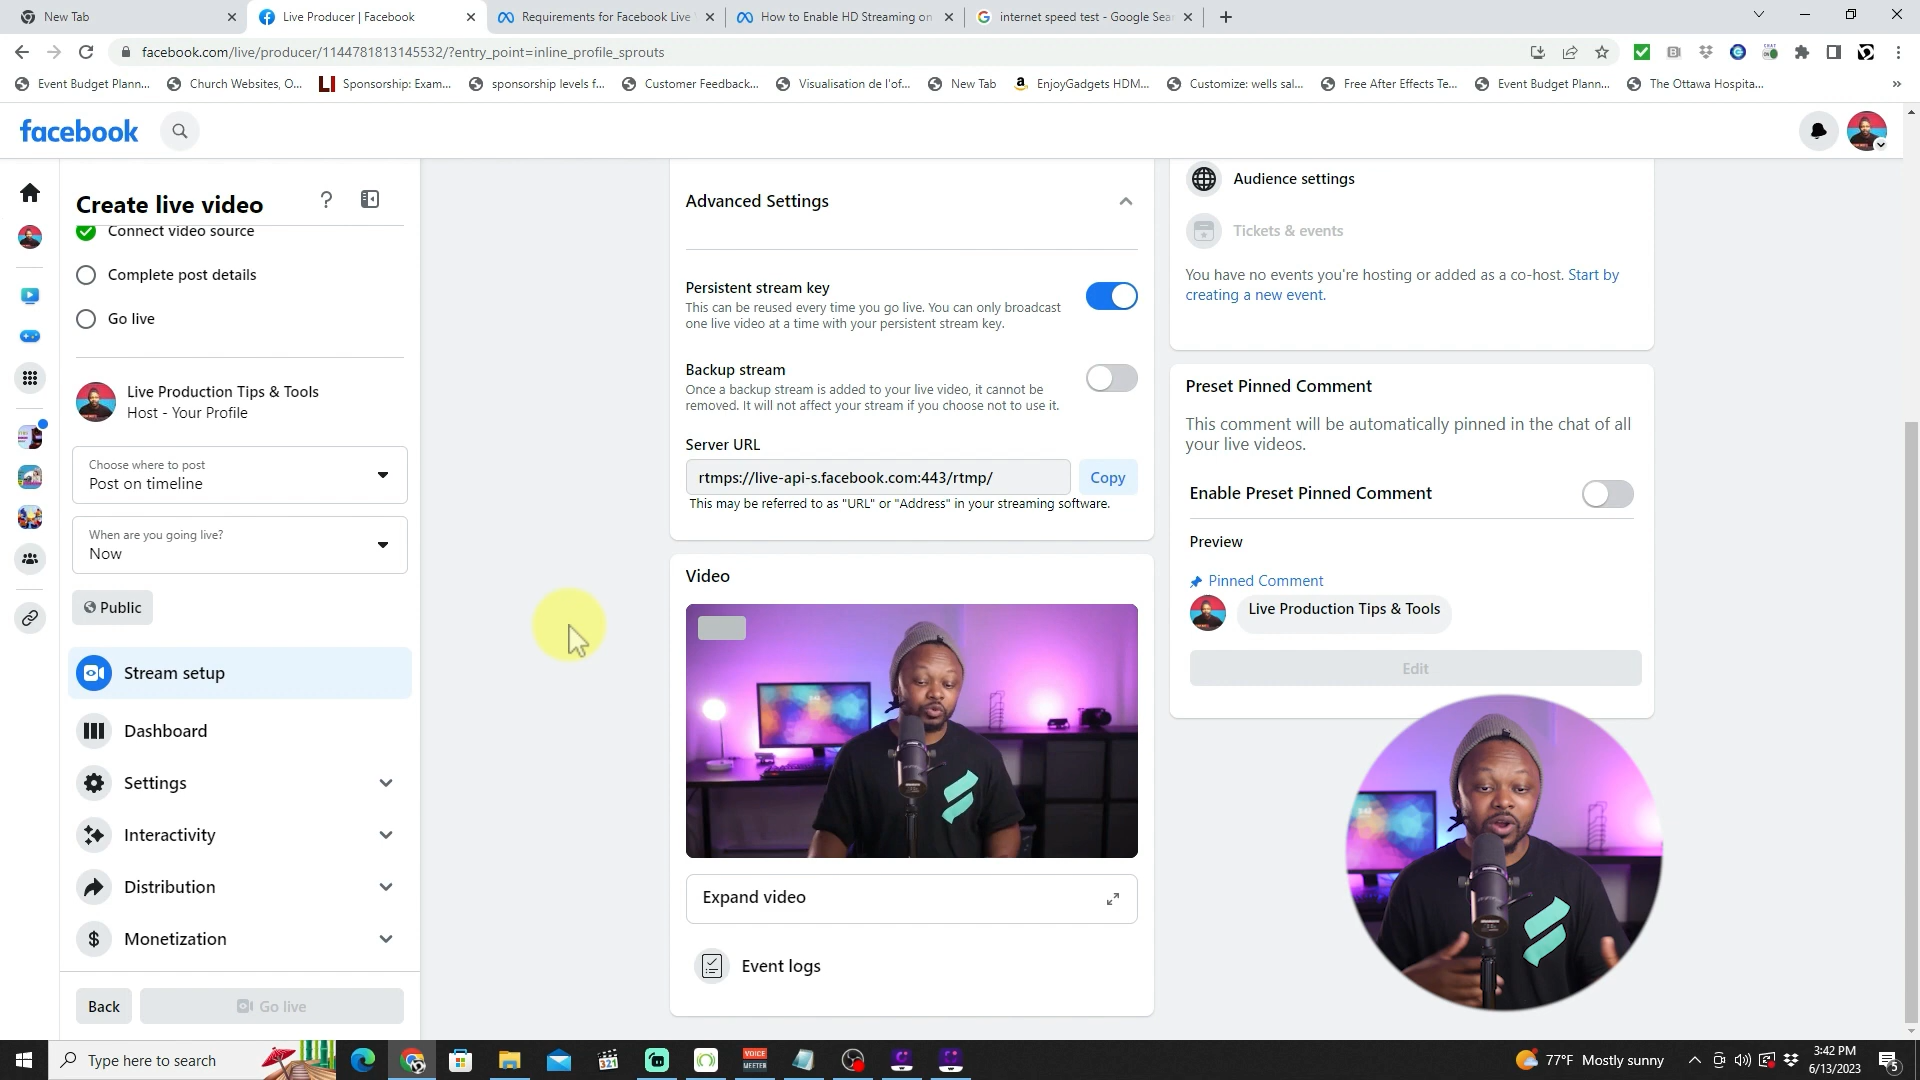 New Tab
Live Producer | Facebook
Requirements for Facebook Live
How to Enable HD Streaming on
internet speed test - Google Sea
facebook.com/live/producer/1144781813145532/?entry_point=inline_profile_sprouts
Event Budget Plann...
Church Websites, O...
Sponsorship: Exam...
sponsorship levels f...
Customer Feedback...
Visualisation de l'of...
New Tab
EnjoyGadgets HDM...
Customize: wells sal...
Free After Effects Te...
Event Budget Plann...
The Ottawa Hospita...
facebook
Create live video
Connect video source
Complete post details
Go live
Live Production Tips & Tools
Host - Your Profile
Choose where to post
Post on timeline
When are you going live?
Now
Public
Stream setup
Dashboard
Settings
Interactivity
Distribution
Monetization
Back
Go live
Advanced Settings
Persistent stream key
This can be reused every time you go live. You can only broadcast
one live video at a time with your persistent stream key.
Backup stream
Once a backup stream is added to your live video, it cannot be
removed. It will not affect your stream if you choose not to use it.
Server URL
rtmps://live-api-s.facebook.com:443/rtmp/
Copy
This may be referred to as "URL" or "Address" in your streaming software.
Video
Expand video
Event logs
Audience settings
Tickets & events
You have no events you're hosting or added as a co-host. Start by
creating a new event.
Preset Pinned Comment
This comment will be automatically pinned in the chat of all
your live videos.
Enable Preset Pinned Comment
Preview
Pinned Comment
Live Production Tips & Tools
Edit
Type here to search
321
VOICE
MEETER
77°F Mostly sunny
3:42 PM
6/13/2023
5